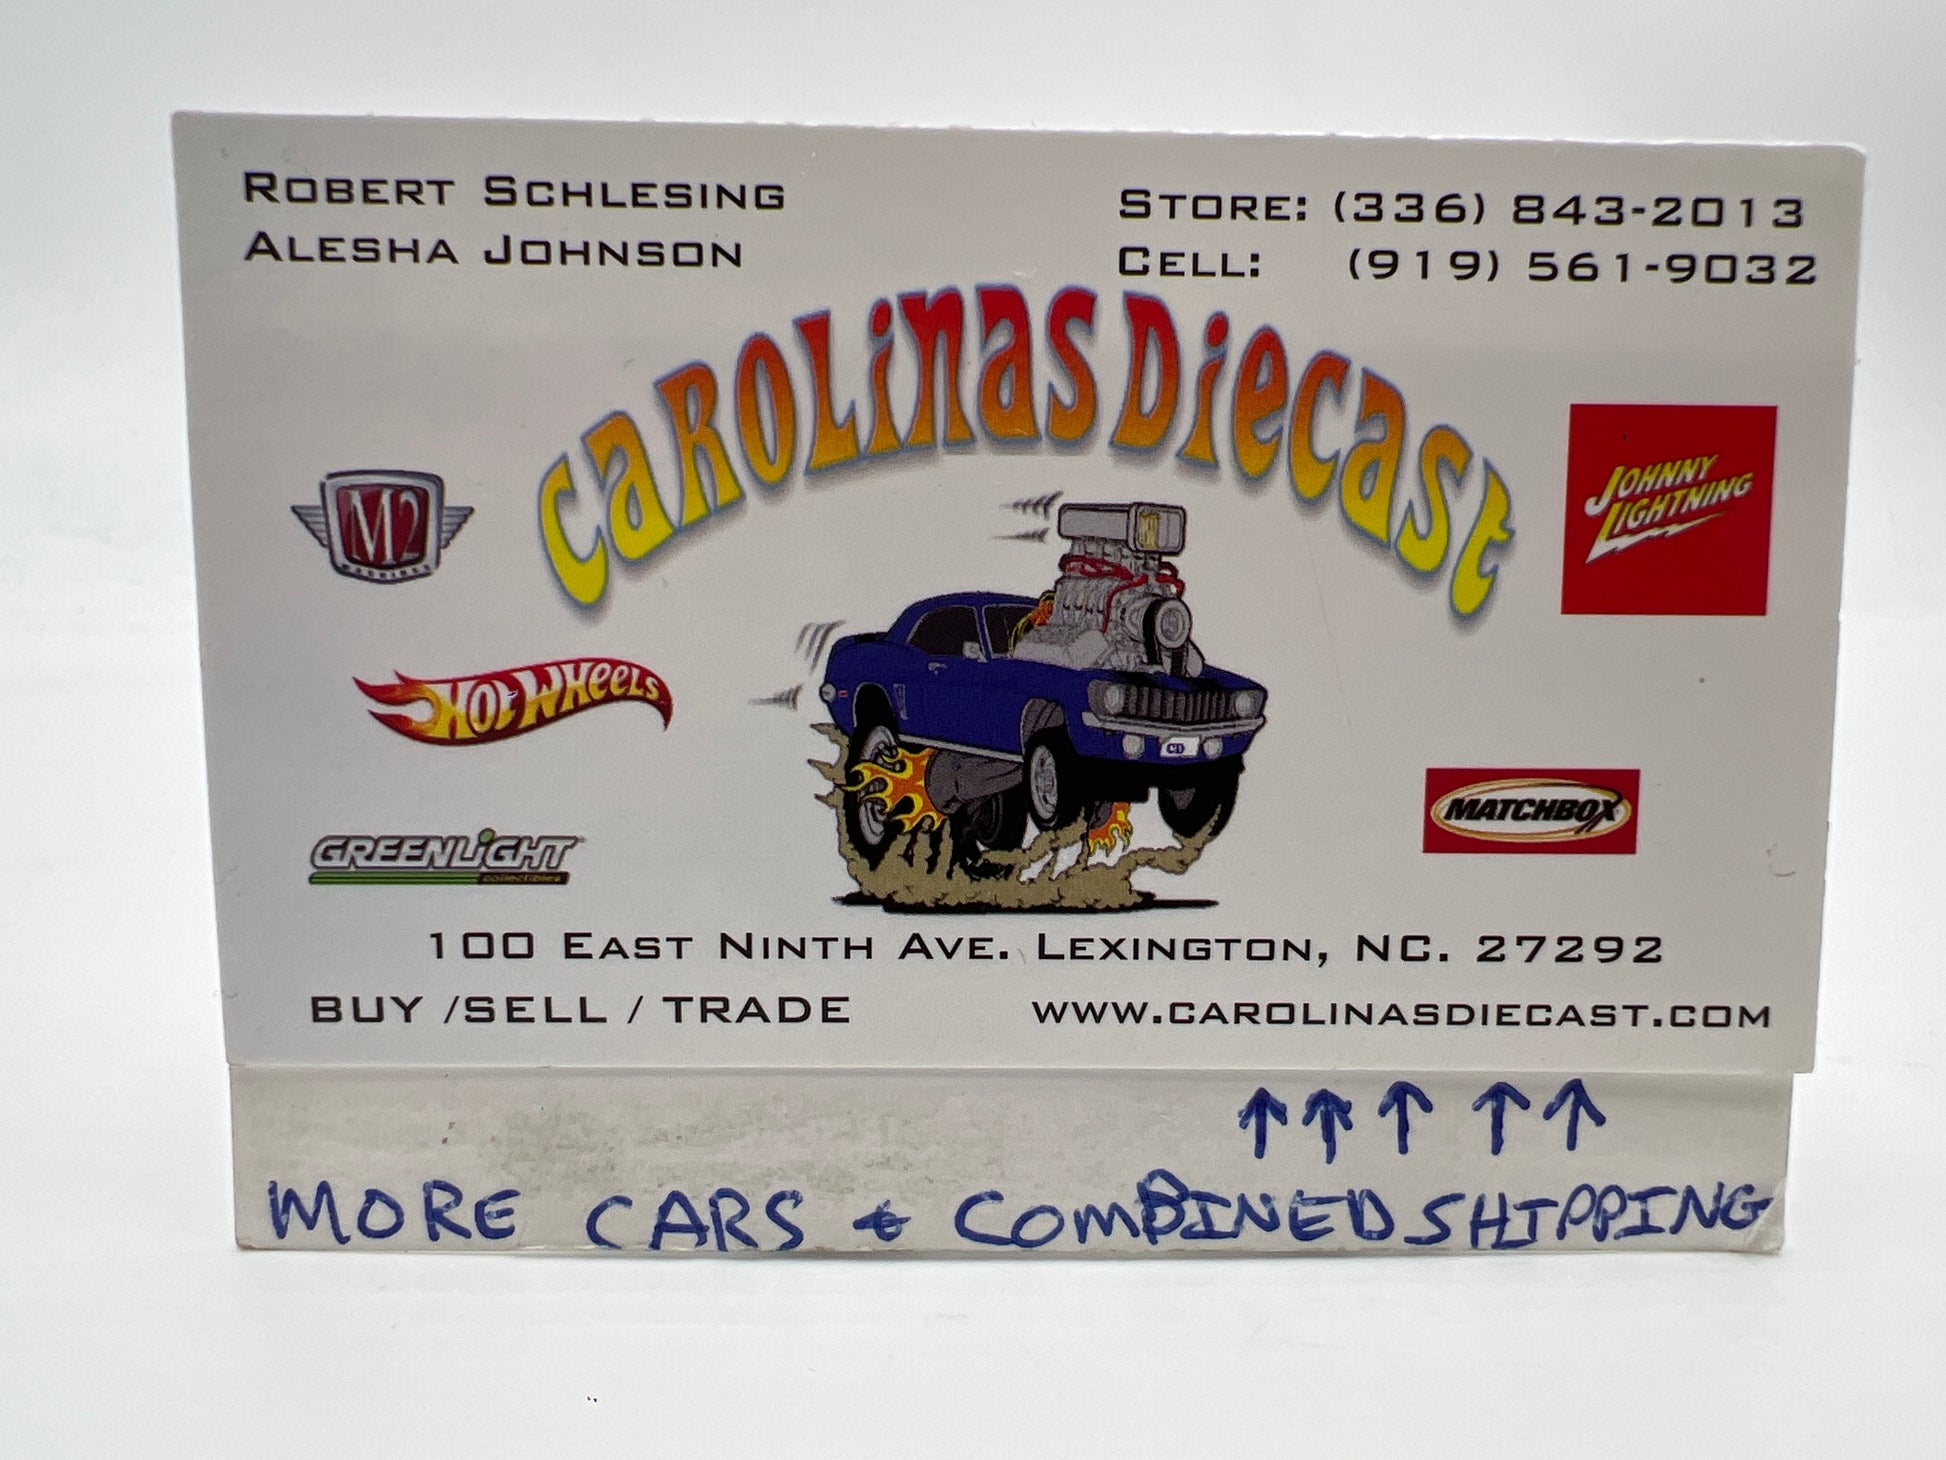 ROBERT SCHLESING
ALESHA JOHNSON
STORE: (336) 843-2013
CELL: (919) 561-9032
CAROLINAS DIECAST
M2
MACHINES
JOHNNY
LIGHTNING
HOT WHEELS
MATCHBOX
GREENLIGHT
collectibles
100 EAST NINTH AVE. LEXINGTON, NC. 27292
BUY /SELL / TRADE
WWW.CAROLINASDIECAST.COM
↑ ↑ ↑ ↑ ↑
MORE CARS & COMBINED SHIPPING